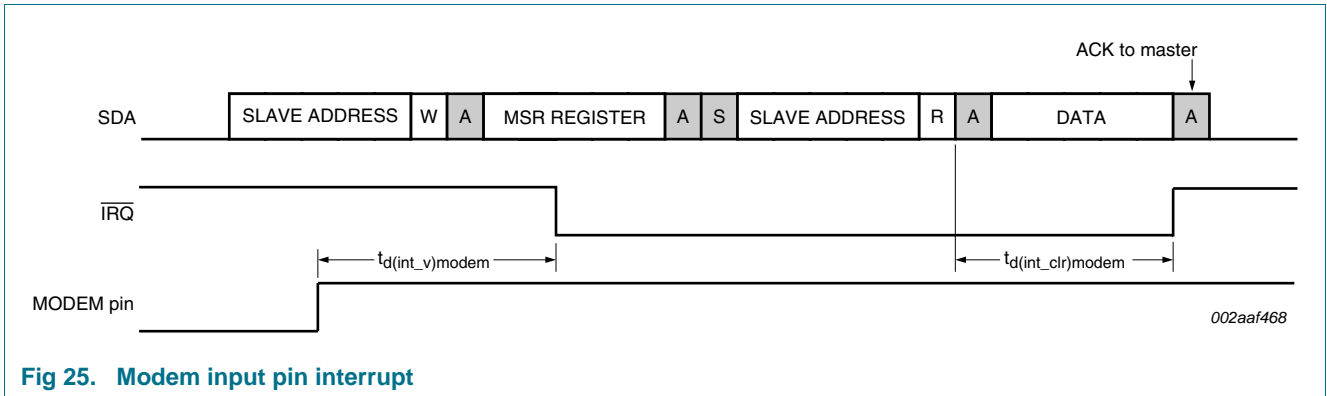 ACK to master
SDA SLAVE ADDRESS W A MSR REGISTER A S SLAVE ADDRESS R A DATA A
IRQ
td(int_v)modem td(int_clr)modem
MODEM pin
002aaf468
Fig 25. Modem input pin interrupt